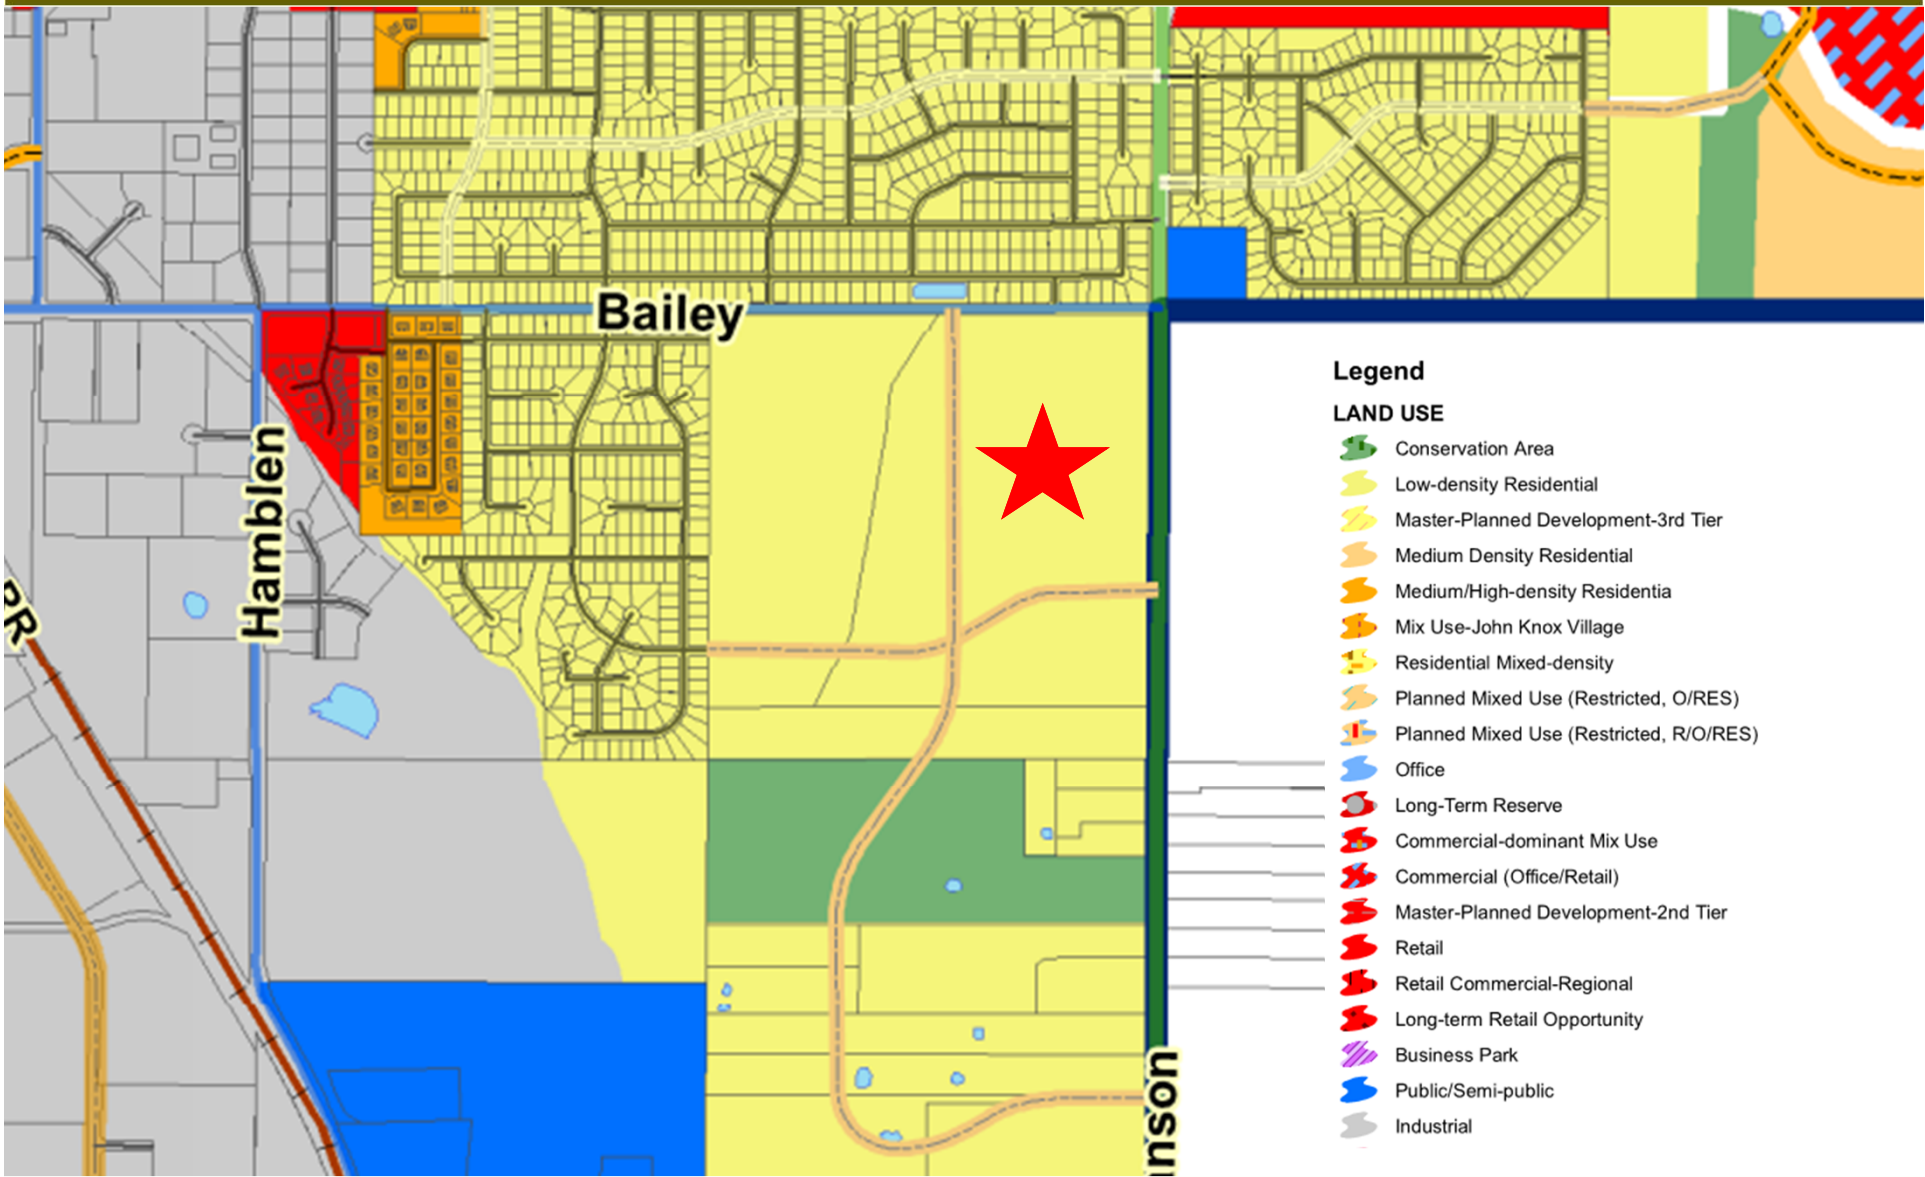 Bailey
Hamblen
PR
nson
Legend
LAND USE
Conservation Area
Low-density Residential
Master-Planned Development-3rd Tier
Medium Density Residential
Medium/High-density Residentia
Mix Use-John Knox Village
Residential Mixed-density
Planned Mixed Use (Restricted, O/RES)
Planned Mixed Use (Restricted, R/O/RES)
Office
Long-Term Reserve
Commercial-dominant Mix Use
Commercial (Office/Retail)
Master-Planned Development-2nd Tier
Retail
Retail Commercial-Regional
Long-term Retail Opportunity
Business Park
Public/Semi-public
Industrial